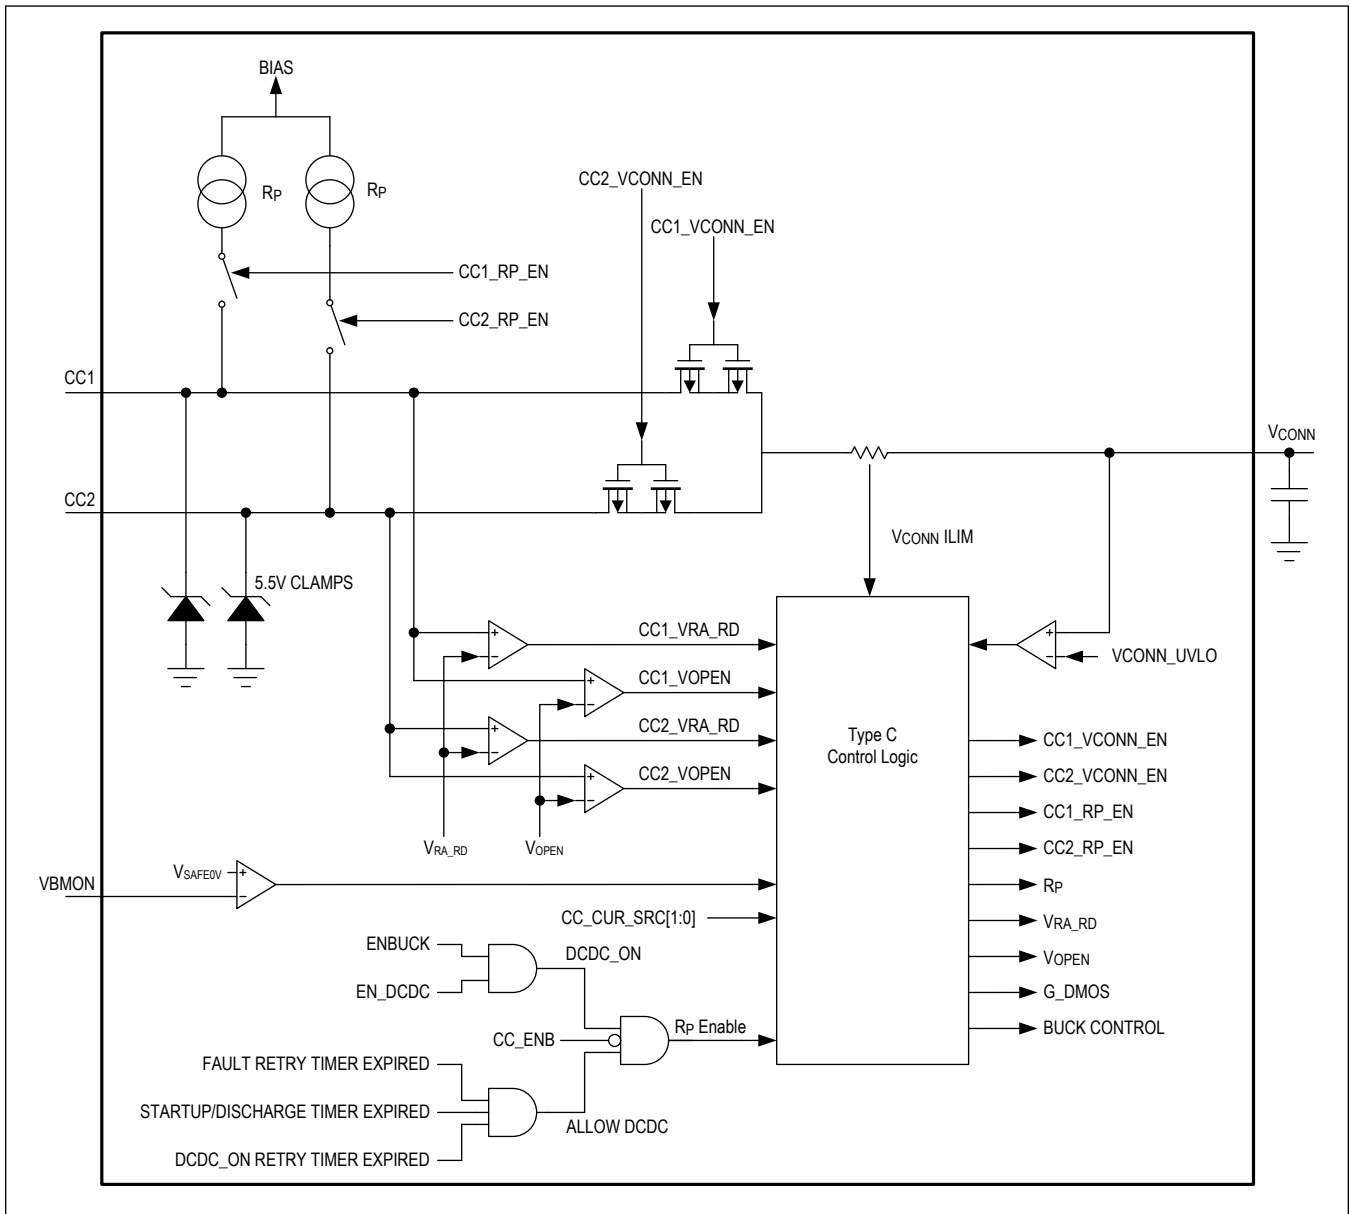 BIAS
RP
RP
CC2_VCONN_EN
CC1_VCONN_EN
CC1_RP_EN
CC2_RP_EN
CC1
VCONN
CC2
VCONN ILIM
5.5V CLAMPS
+
−
CC1_VRA_RD
+
−
VCONN_UVLO
+
−
CC1_VOPEN
+
−
CC2_VRA_RD
+
−
CC2_VOPEN
Type C
Control Logic
CC1_VCONN_EN
CC2_VCONN_EN
CC1_RP_EN
CC2_RP_EN
RP
VRA_RD
VOPEN
G_DMOS
BUCK CONTROL
VRA_RD
VOPEN
VSAFE0V
+
−
VBMON
CC_CUR_SRC[1:0]
ENBUCK
EN_DCDC
DCDC_ON
CC_ENB
RP Enable
FAULT RETRY TIMER EXPIRED
STARTUP/DISCHARGE TIMER EXPIRED
DCDC_ON RETRY TIMER EXPIRED
ALLOW DCDC